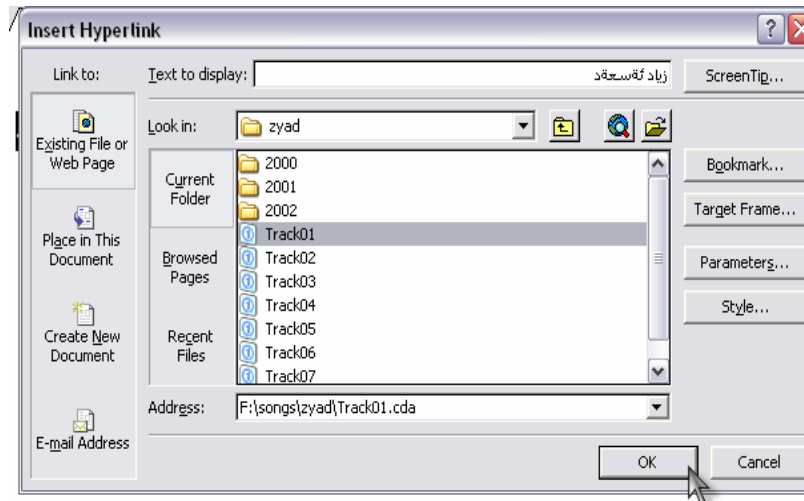 Insert Hyperlink
Link to:
Text to display: زياد ئةسعةد
ScreenTip...
Existing File or Web Page
Look in: zyad
Current Folder
2000
2001
2002
Track01
Track02
Track03
Track04
Track05
Track06
Track07
Bookmark...
Target Frame...
Place in This Document
Browsed Pages
Parameters...
Style...
Create New Document
Recent Files
Address: F:\songs\zyad\Track01.cda
E-mail Address
OK
Cancel